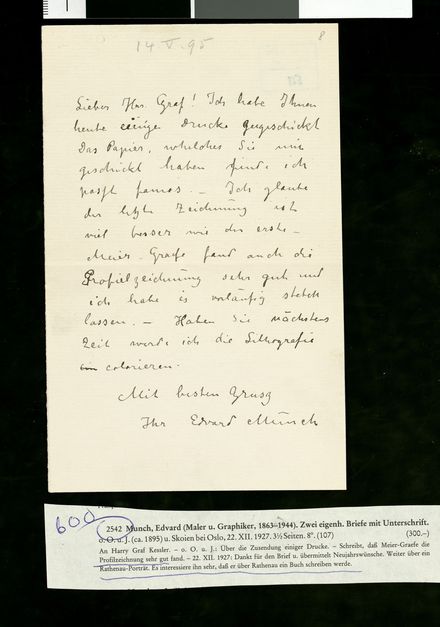 14 V. 95
8
Lieber Hrr. Graf! Ich habe Ihnen
heute einige Drucke gegeschickt
Das Papier, whelches Sie mir
geschickt haben finde ich
passt famos. – Ich glaube
die letzte Zeichnung ist
viel besser wie die erste –
Meier-Graefe fand auch die
Profielzeichnung sehr gut und
ich habe es vorläufig stehen
lassen. – Haben Sie nächstens
Zeit werde ich die Lithografie
colorieren.
Mit besten Gruss
Ihr Edvard Munch
600
2542 Munch, Edvard (Maler u. Graphiker, 1863–1944). Zwei eigenh. Briefe mit Unterschrift.
o. O. u. J. (ca. 1895) u. Skoien bei Oslo, 22. XII. 1927. 3½ Seiten. 8°. (107) (300.–)
An Harry Graf Kessler. – o. O. u. J.: Über die Zusendung einiger Drucke. – Schreibt, daß Meier-Graefe die
Profilzeichnung sehr gut fand. – 22. XII. 1927: Dankt für den Brief u. übermittelt Neujahrswünsche. Weiter über ein
Rathenau-Porträt. Es interessiere ihn sehr, daß er über Rathenau ein Buch schreiben werde.